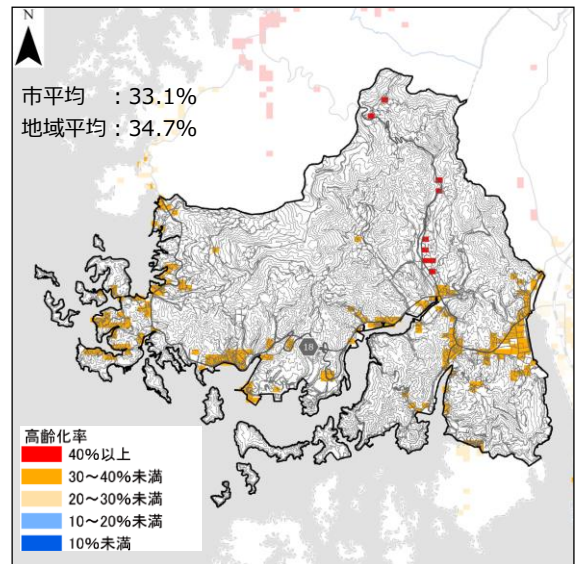 N
市平均 ：33.1%
地域平均：34.7%
18
高齢化率
40%以上
30～40%未満
20～30%未満
10～20%未満
10%未満